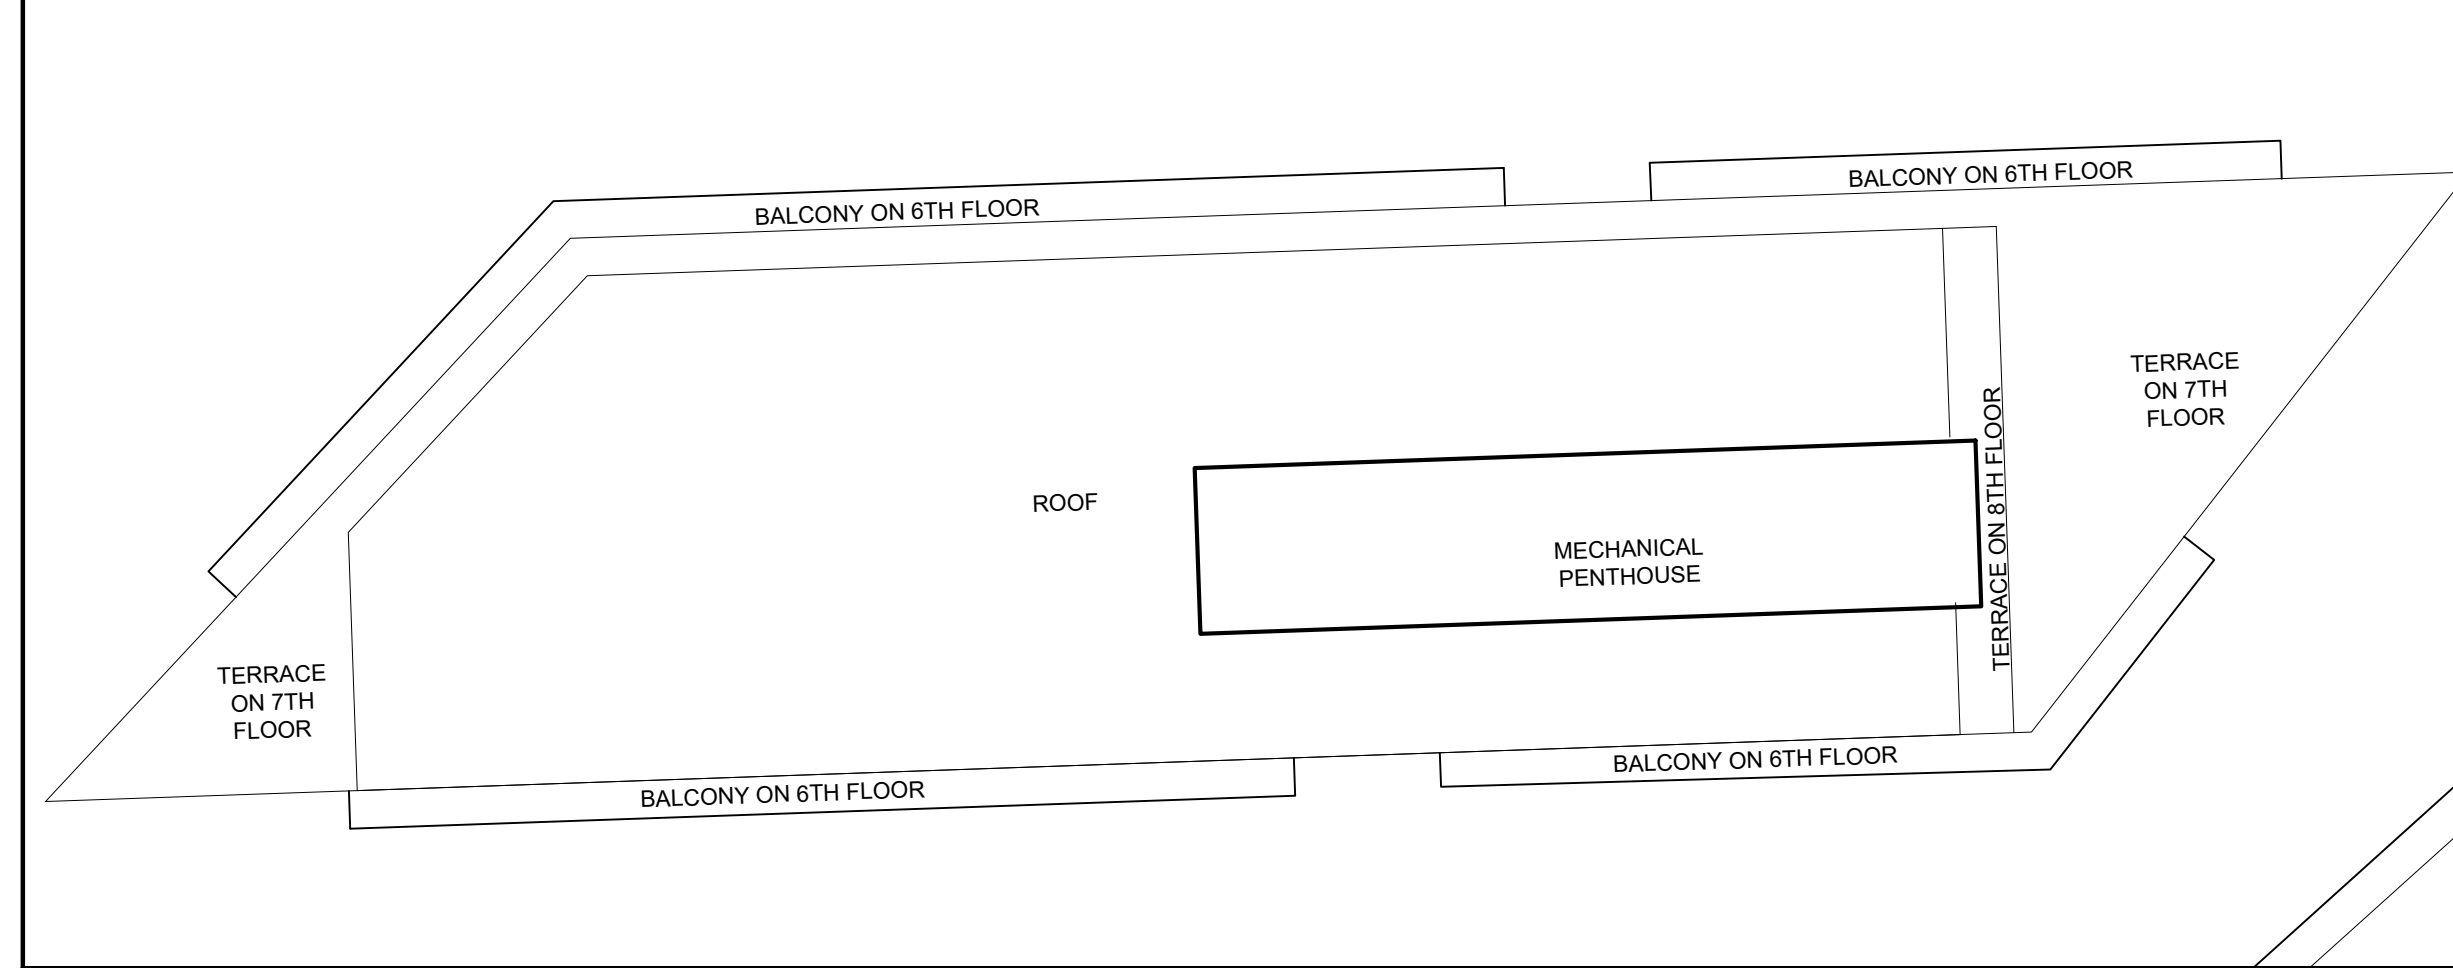 BALCONY ON 6TH FLOOR
BALCONY ON 6TH FLOOR
TERRACE
ON 7TH
FLOOR
TERRACE ON 8TH FLOOR
ROOF
MECHANICAL
PENTHOUSE
TERRACE
ON 7TH
FLOOR
BALCONY ON 6TH FLOOR
BALCONY ON 6TH FLOOR